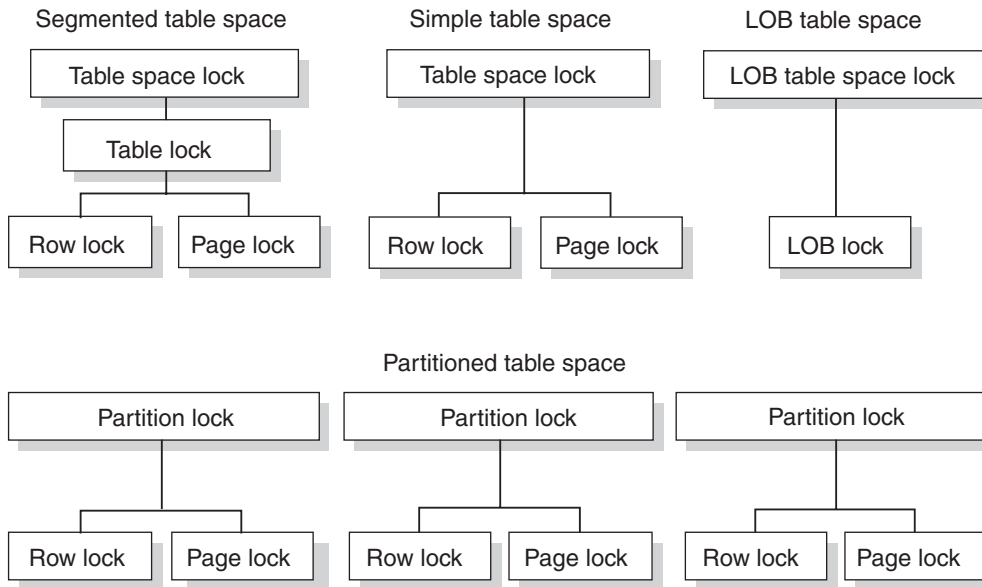 Segmented table space
Simple table space
LOB table space
Table space lock
Table space lock
LOB table space lock
Table lock
Row lock
Page lock
Row lock
Page lock
LOB lock
Partitioned table space
Partition lock
Partition lock
Partition lock
Row lock
Page lock
Row lock
Page lock
Row lock
Page lock